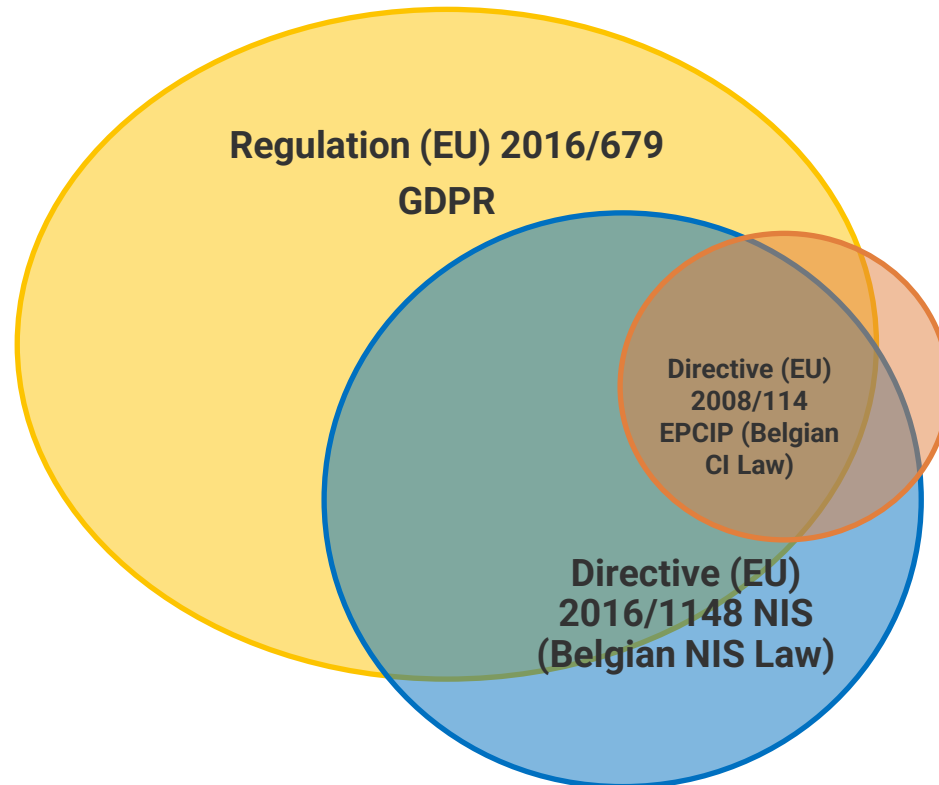 Regulation (EU) 2016/679
GDPR
Directive (EU)
2008/114
EPCIP (Belgian
CI Law)
Directive (EU)
2016/1148 NIS
(Belgian NIS Law)